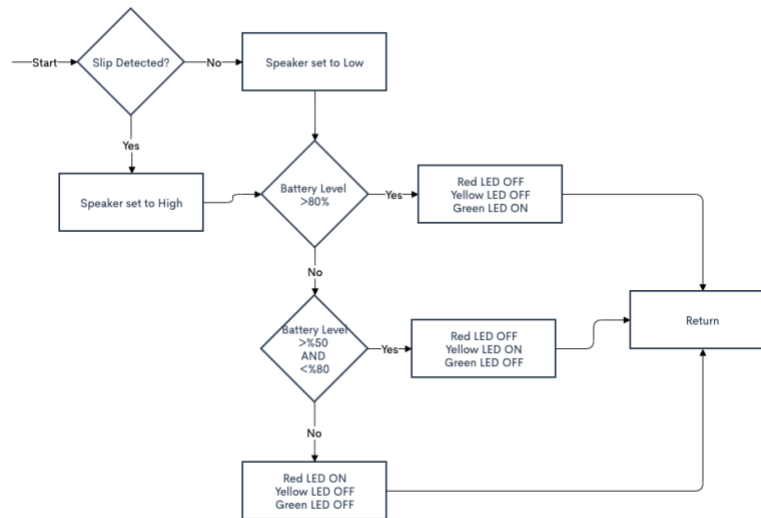 Start
Slip Detected?
No
Speaker set to Low
Yes
Speaker set to High
Battery Level
>80%
Yes
Red LED OFF
Yellow LED OFF
Green LED ON
No
Battery Level
>%50
AND
<%80
Yes
Red LED OFF
Yellow LED ON
Green LED OFF
Return
No
Red LED ON
Yellow LED OFF
Green LED OFF